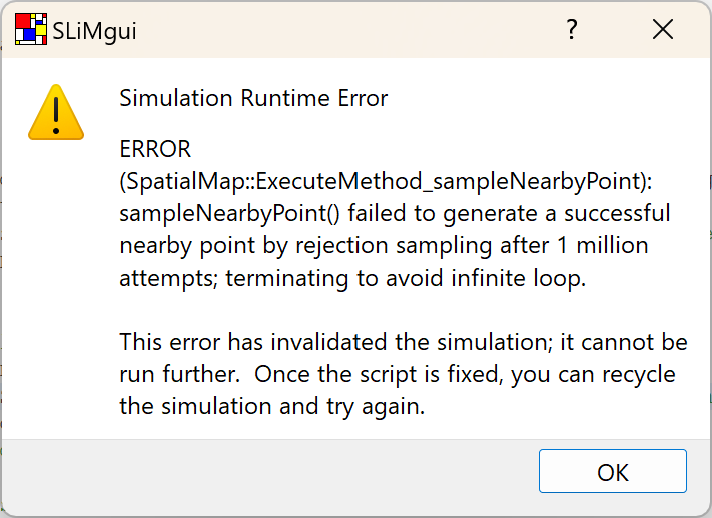 SLiMgui
?
Simulation Runtime Error
ERROR
(SpatialMap::ExecuteMethod_sampleNearbyPoint):
sampleNearbyPoint() failed to generate a successful
nearby point by rejection sampling after 1 million
attempts; terminating to avoid infinite loop.
This error has invalidated the simulation; it cannot be
run further.  Once the script is fixed, you can recycle
the simulation and try again.
OK